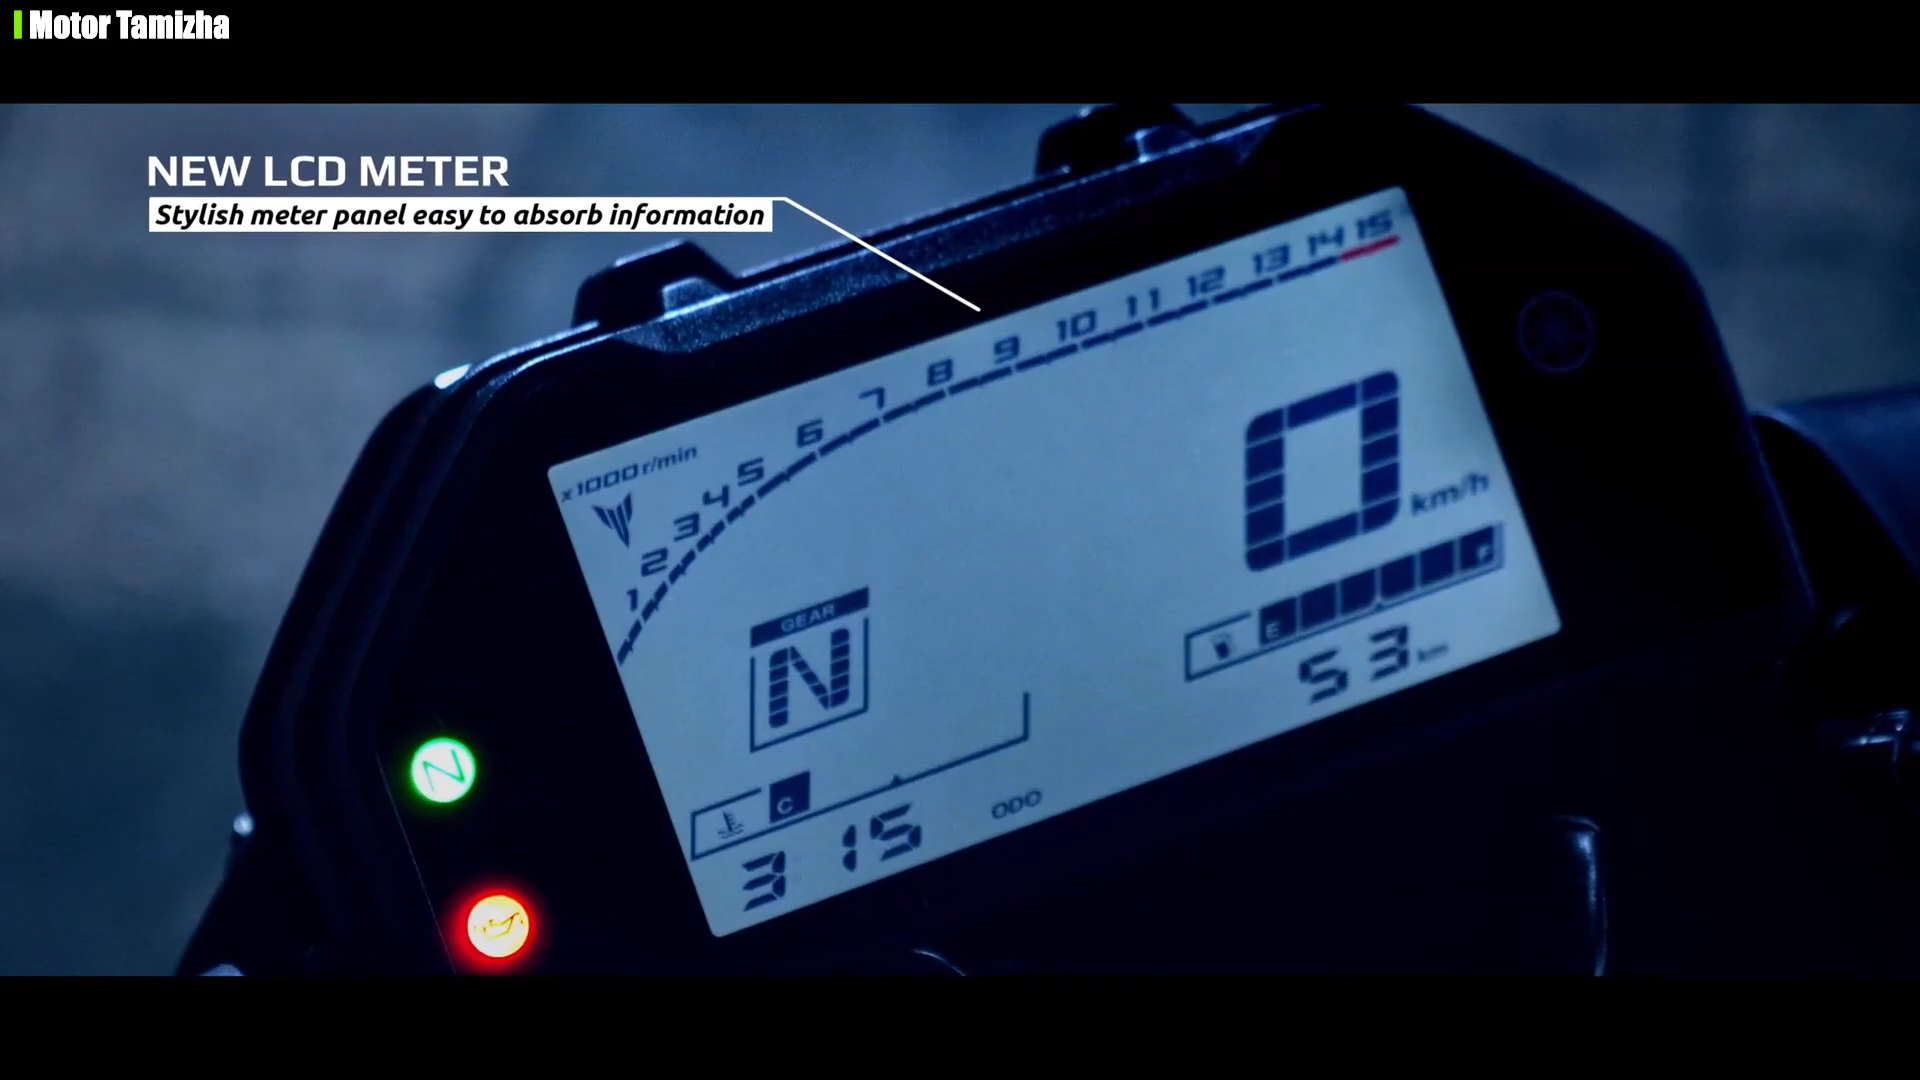 Motor Tamizha
NEW LCD METER
Stylish meter panel easy to absorb information
x1000 r/min
1 2 3 4 5 6 7 8 9 10 11 12 13 14 15
0 km/h
GEAR
N
E F
53 km
C
315 ODO
N